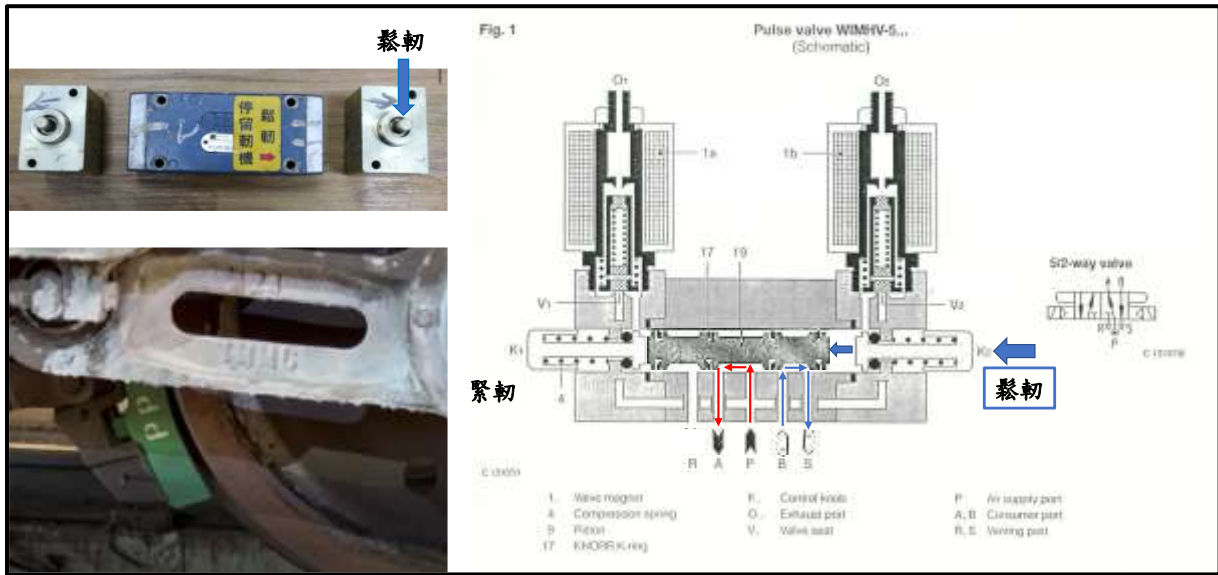 鬆軔
停留軔機
鬆軔
Fig. 1
Pulse valve WIMHV-5...
(Schematic)
O1
O2
1a
1b
17
19
V1
V2
K1
K2
4
緊軔
鬆軔
R A P B S
5/2-way valve
A B
R S
P
1. Valve magnet
4 Compression spring
9 Piston
17 KNORR K-ring
K.. Control knob
O.. Exhaust port
V.. Valve seat
P Air supply port
A, B Consumer port
R, S Venting port